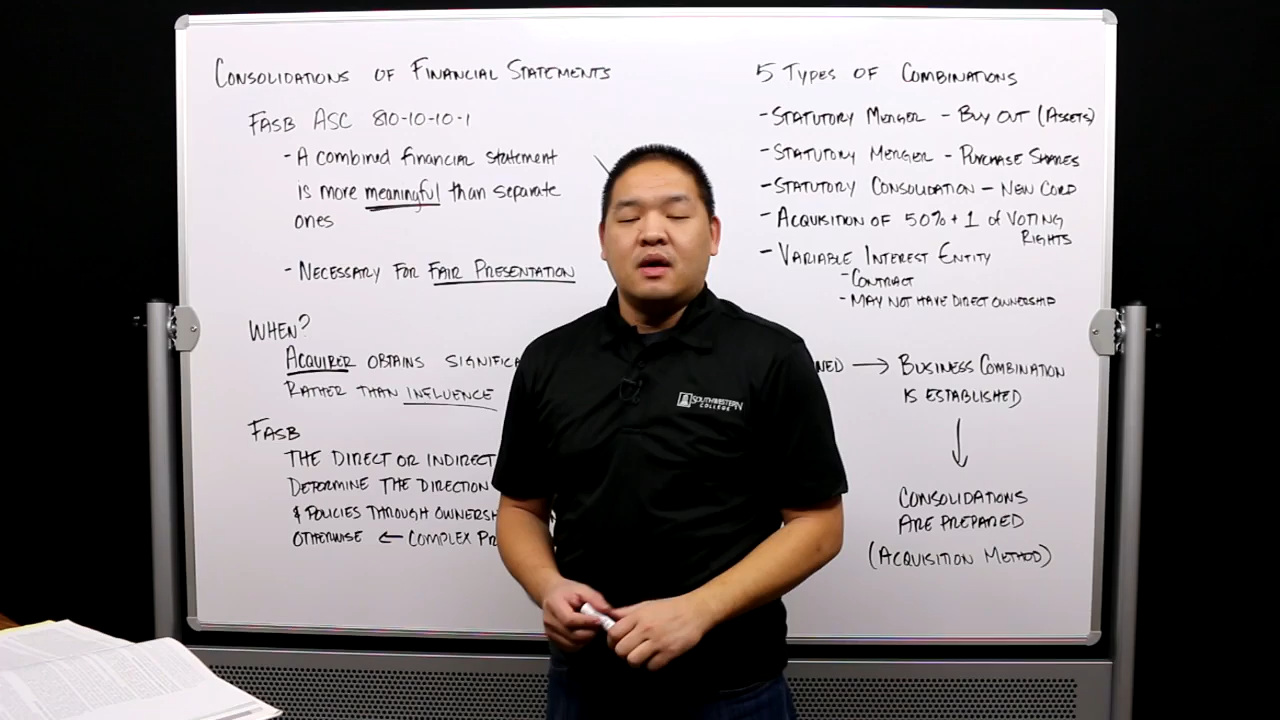 CONSOLIDATIONS OF FINANCIAL STATEMENTS
FASB ASC 810-10-10-1
- A combined financial statement
is more meaningful than separate
ones
- NECESSARY FOR FAIR PRESENTATION
WHEN?
ACQUIRER OBTAINS SIGNIFICA
RATHER THAN INFLUENCE
FASB
THE DIRECT OR INDIRECT
DETERMINE THE DIRECTION
& POLICIES THROUGH OWNERSH
OTHERWISE ← COMPLEX PR
5 TYPES OF COMBINATIONS
- STATUTORY MERGER - BUY OUT (ASSETS)
- STATUTORY MERGER - PURCHASE SHARES
- STATUTORY CONSOLIDATION - NEW CORP
- ACQUISITION OF 50% + 1 of VOTING
RIGHTS
- VARIABLE INTEREST ENTITY
- CONTRACT
- MAY NOT HAVE DIRECT OWNERSHIP
NED → BUSINESS COMBINATION
IS ESTABLISHED
↓
CONSOLIDATIONS
ARE PREPARED
(ACQUISITION METHOD)
SOUTHWESTERN
COLLEGE